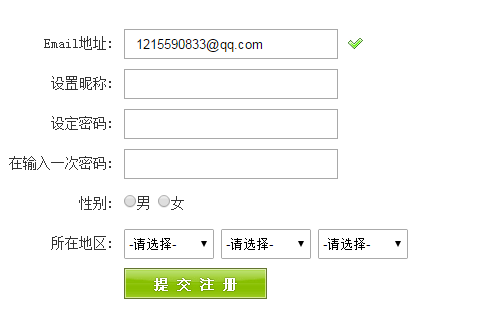 Email地址: 1215590833@qq.com
设置昵称:
设定密码:
在输入一次密码:
性别: 男 女
所在地区: -请选择- -请选择- -请选择-
提 交 注 册